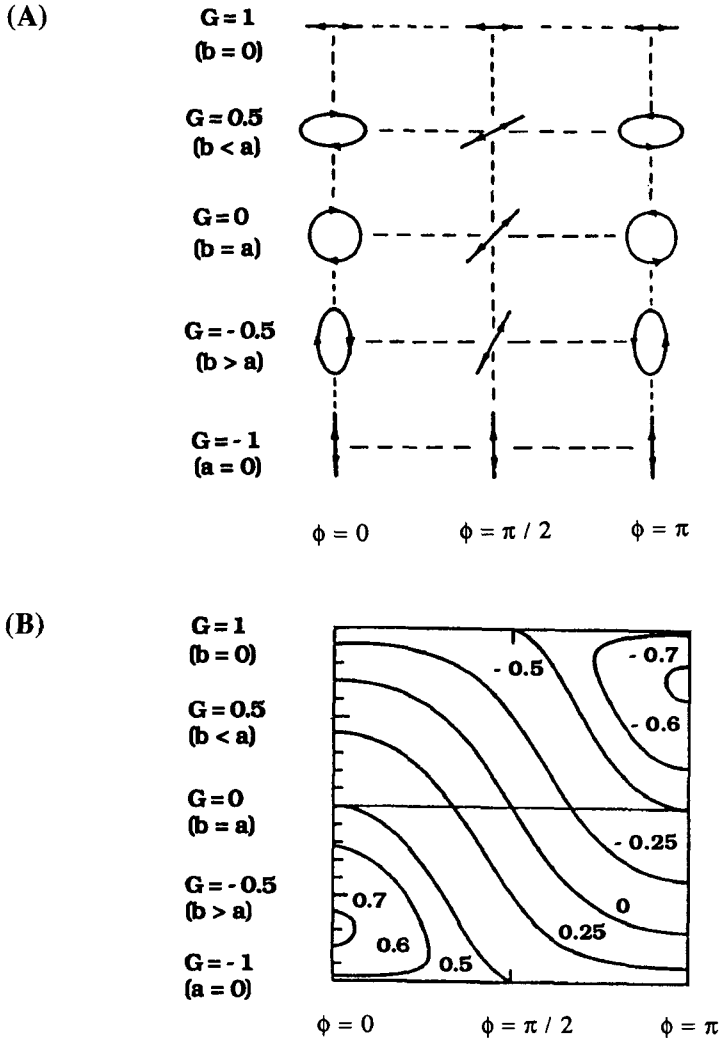 (A)
G = 1
(b = 0)
G = 0.5
(b < a)
G = 0
(b = a)
G = - 0.5
(b > a)
G = - 1
(a = 0)
ϕ = 0 ϕ = π / 2 ϕ = π
(B)
G = 1
(b = 0)
- 0.5 - 0.7
G = 0.5
(b < a)
- 0.6
G = 0
(b = a)
- 0.25
G = - 0.5
(b > a)
0.7 0
0.6 0.5 0.25
G = - 1
(a = 0)
ϕ = 0 ϕ = π / 2 ϕ = π